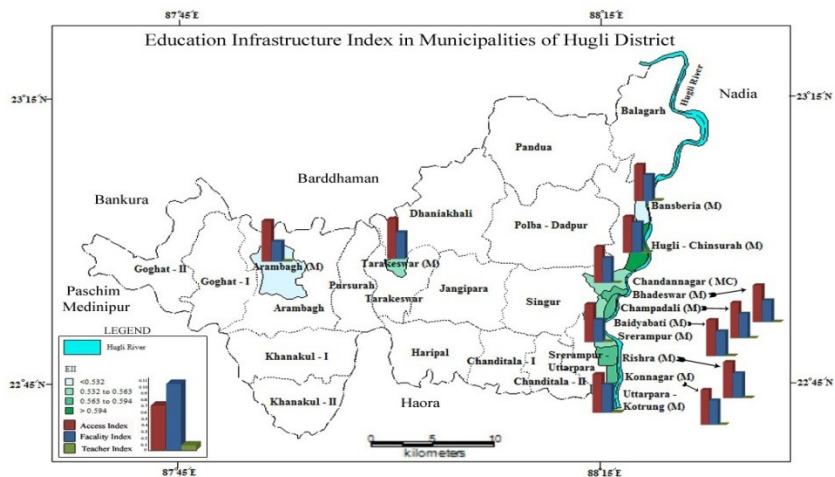 87°45'
88°15'
Education Infrastructure Index in Municipalities of Hugli District
23°15'N
23°15'N
Hugli River
Nadia
Balagarh
Pandua
Barddhaman
Bankura
Dhaniakhali
Polba - Dadpur
Bansberia (M)
Hugli - Chinsurah (M)
Goghat - II
Goghat - I
Arambagh (M)
Pursurah
Tarakeswar (M)
Tarakeswar
Jangipara
Singur
Chandannagar (MC)
Bhadeswar (M)
Champadali (M)
Baidyabati (M)
Srerampur (M)
Paschim
Medinipur
Arambagh
Khanakul - I
Haripal
Chanditala - I
Srerampur
Uttarpara
Rishra (M)
Chanditala - II
Konnagar (M)
Khanakul - II
Haora
Uttarpara -
Kotrung (M)
22°45'N
LEGEND
Hugli River
EII
<0.532
0.532 to 0.563
0.563 to 0.594
> 0.594
Access Index
Facality Index
Teacher Index
0 5 10
kilometers
87°45'
88°15'